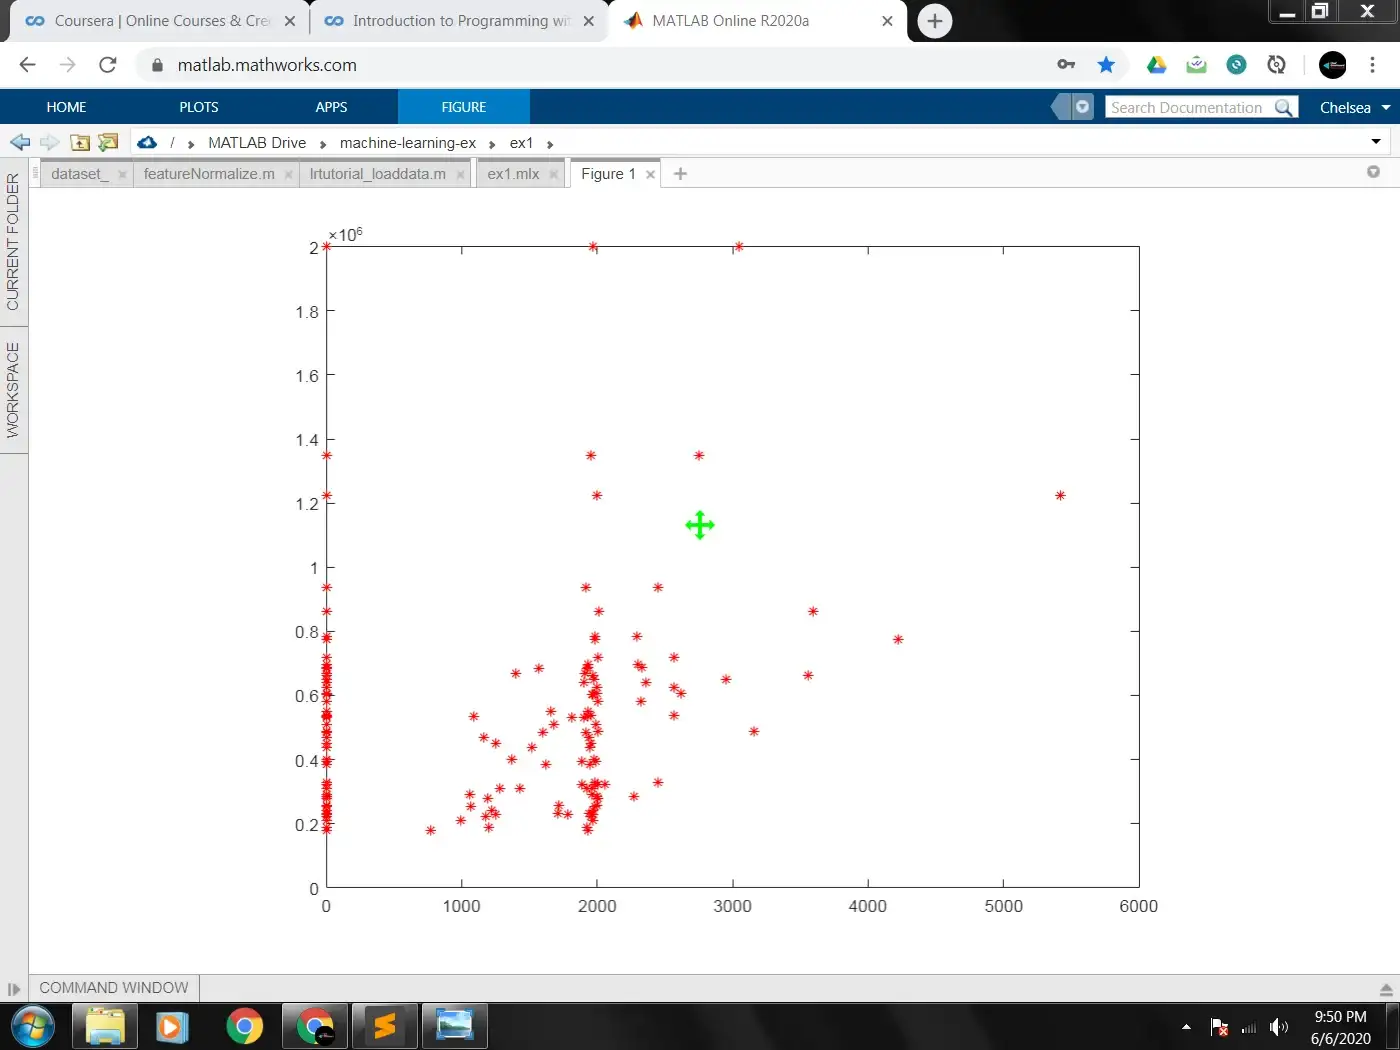 Coursera | Online Courses & Cre
Introduction to Programming wit
MATLAB Online R2020a
matlab.mathworks.com
HOME
PLOTS
APPS
FIGURE
Search Documentation
Chelsea
/ MATLAB Drive machine-learning-ex ex1
dataset_
featureNormalize.m
lrtutorial_loaddata.m
ex1.mlx
Figure 1
CURRENT FOLDER
WORKSPACE
×10⁶
2
1.8
1.6
1.4
1.2
1
0.8
0.6
0.4
0.2
0
0 1000 2000 3000 4000 5000 6000
COMMAND WINDOW
9:50 PM
6/6/2020